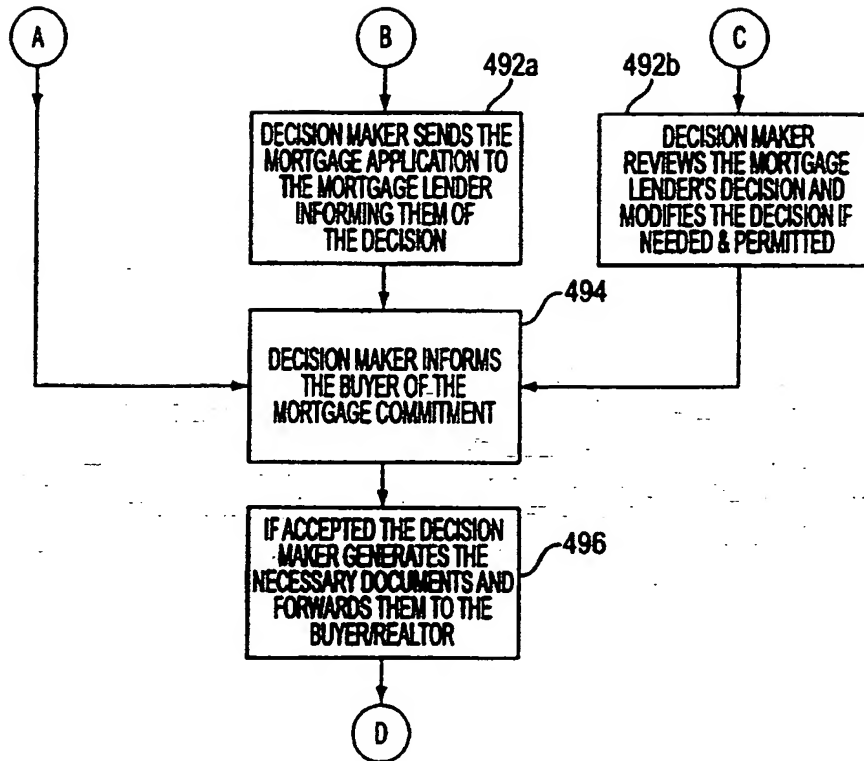 A
B
C
492a
492b
DECISION MAKER SENDS THE
MORTGAGE APPLICATION TO
THE MORTGAGE LENDER
INFORMING THEM OF
THE DECISION
DECISION MAKER
REVIEWS THE MORTGAGE
LENDER'S DECISION AND
MODIFIES THE DECISION IF
NEEDED & PERMITTED
494
DECISION MAKER INFORMS
THE BUYER OF THE
MORTGAGE COMMITMENT
IF ACCEPTED THE DECISION
MAKER GENERATES THE
NECESSARY DOCUMENTS AND
FORWARDS THEM TO THE
BUYER/REALTOR
496
D